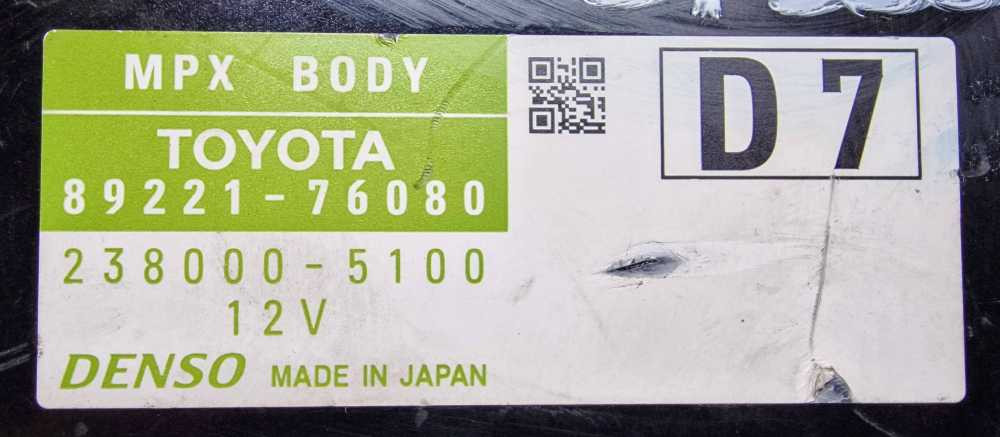 MPX BODY
TOYOTA
89221-76080
238000-5100
12V
DENSO MADE IN JAPAN
D7